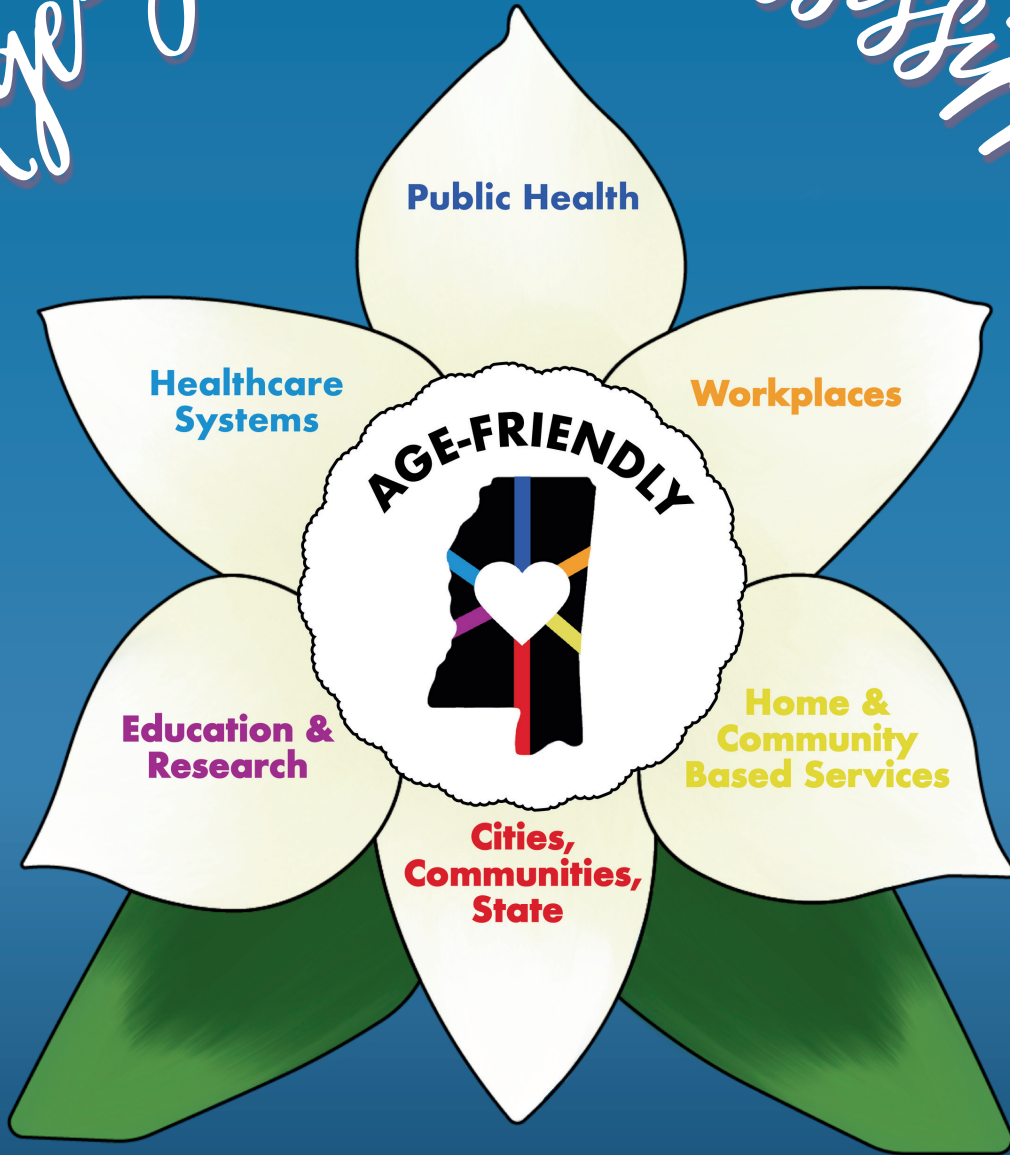 Public Health
Healthcare
Systems
Workplaces
AGE-FRIENDLY
Education &
Research
Home &
Community
Based Services
Cities,
Communities,
State